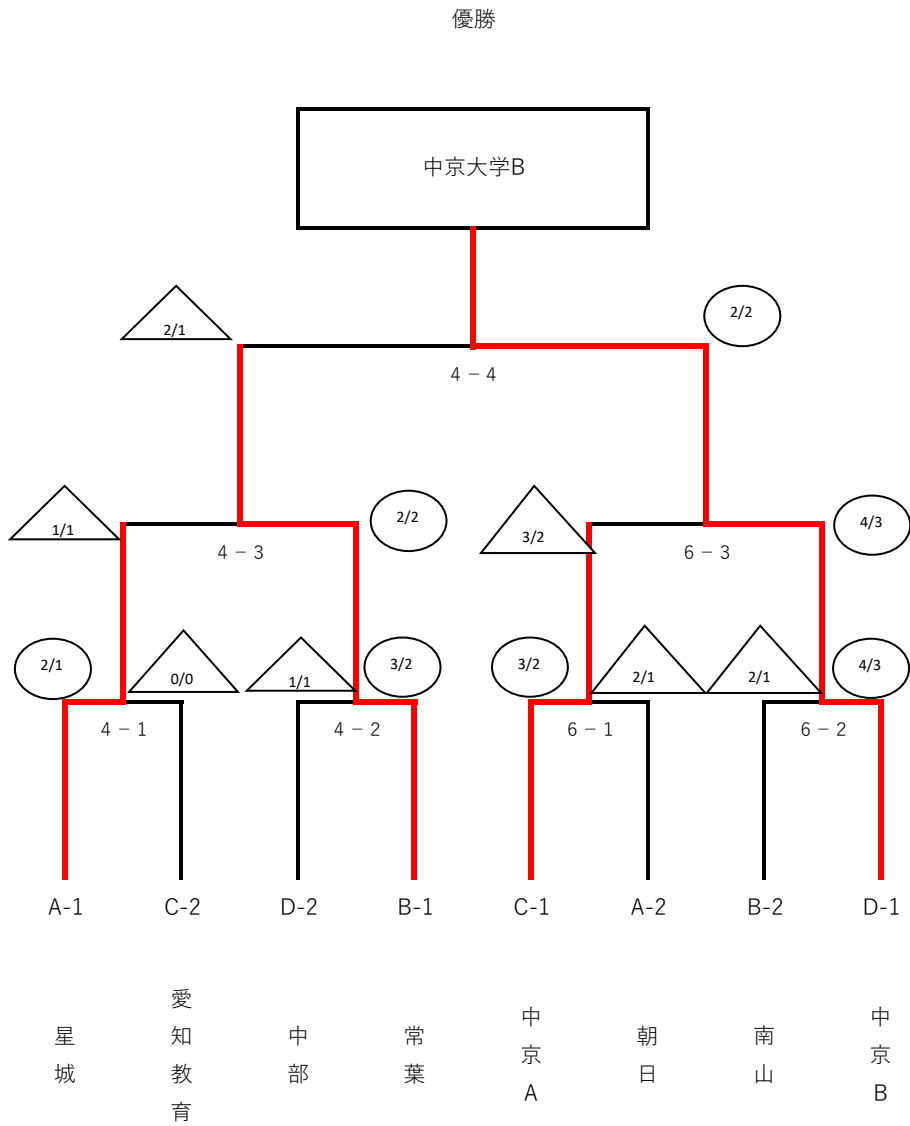 優勝
中京大学B
2/1
2/2
4－4
1/1
2/2
3/2
4/3
4－3
6－3
2/1
0/0
1/1
3/2
3/2
2/1
2/1
4/3
4－1
4－2
6－1
6－2
A-1
C-2
D-2
B-1
C-1
A-2
B-2
D-1
星城
愛知教育
中部
常葉
中京A
朝日
南山
中京B